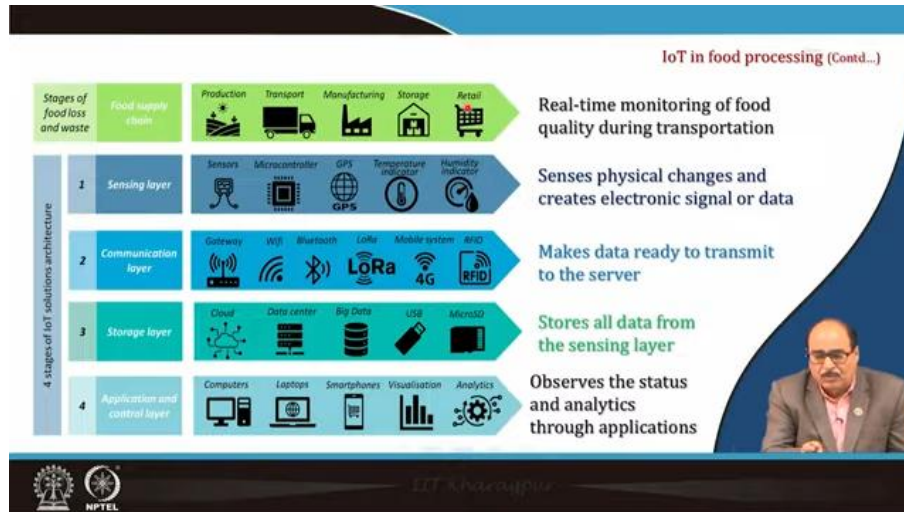 IoT in food processing (Contd...)
Stages of
food loss
and waste
Food supply
chain
Production
Transport
Manufacturing
Storage
Retail
Real-time monitoring of food
quality during transportation
4 stages of IoT solutions architecture
1
Sensing layer
Sensors
Microcontroller
GPS
GPS
Temperature
indicator
Humidity
indicator
Senses physical changes and
creates electronic signal or data
2
Communication
layer
Gateway
Wifi
Bluetooth
LoRa
LoRa
Mobile system
4G
RFID
RFID
Makes data ready to transmit
to the server
3
Storage layer
Cloud
Data center
Big Data
USB
MicroSD
Stores all data from
the sensing layer
4
Application and
control layer
Computers
Laptops
Smartphones
Visualisation
Analytics
Observes the status
and analytics
through applications
IIT Kharagpur
NPTEL